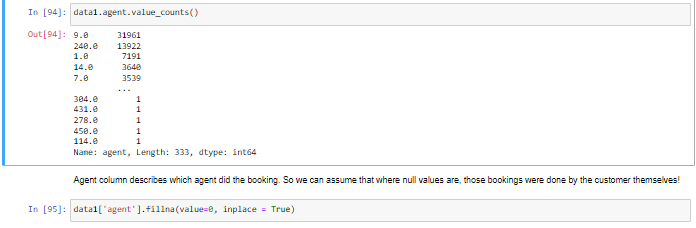 In [94]: data1.agent.value_counts()
Out[94]: 9.0 31961
240.0 13922
1.0 7191
14.0 3640
7.0 3539
...
304.0 1
431.0 1
278.0 1
450.0 1
114.0 1
Name: agent, Length: 333, dtype: int64
Agent column describes which agent did the booking. So we can assume that where null values are, those bookings were done by the customer themselves!
In [95]: data1['agent'].fillna(value=0, inplace = True)